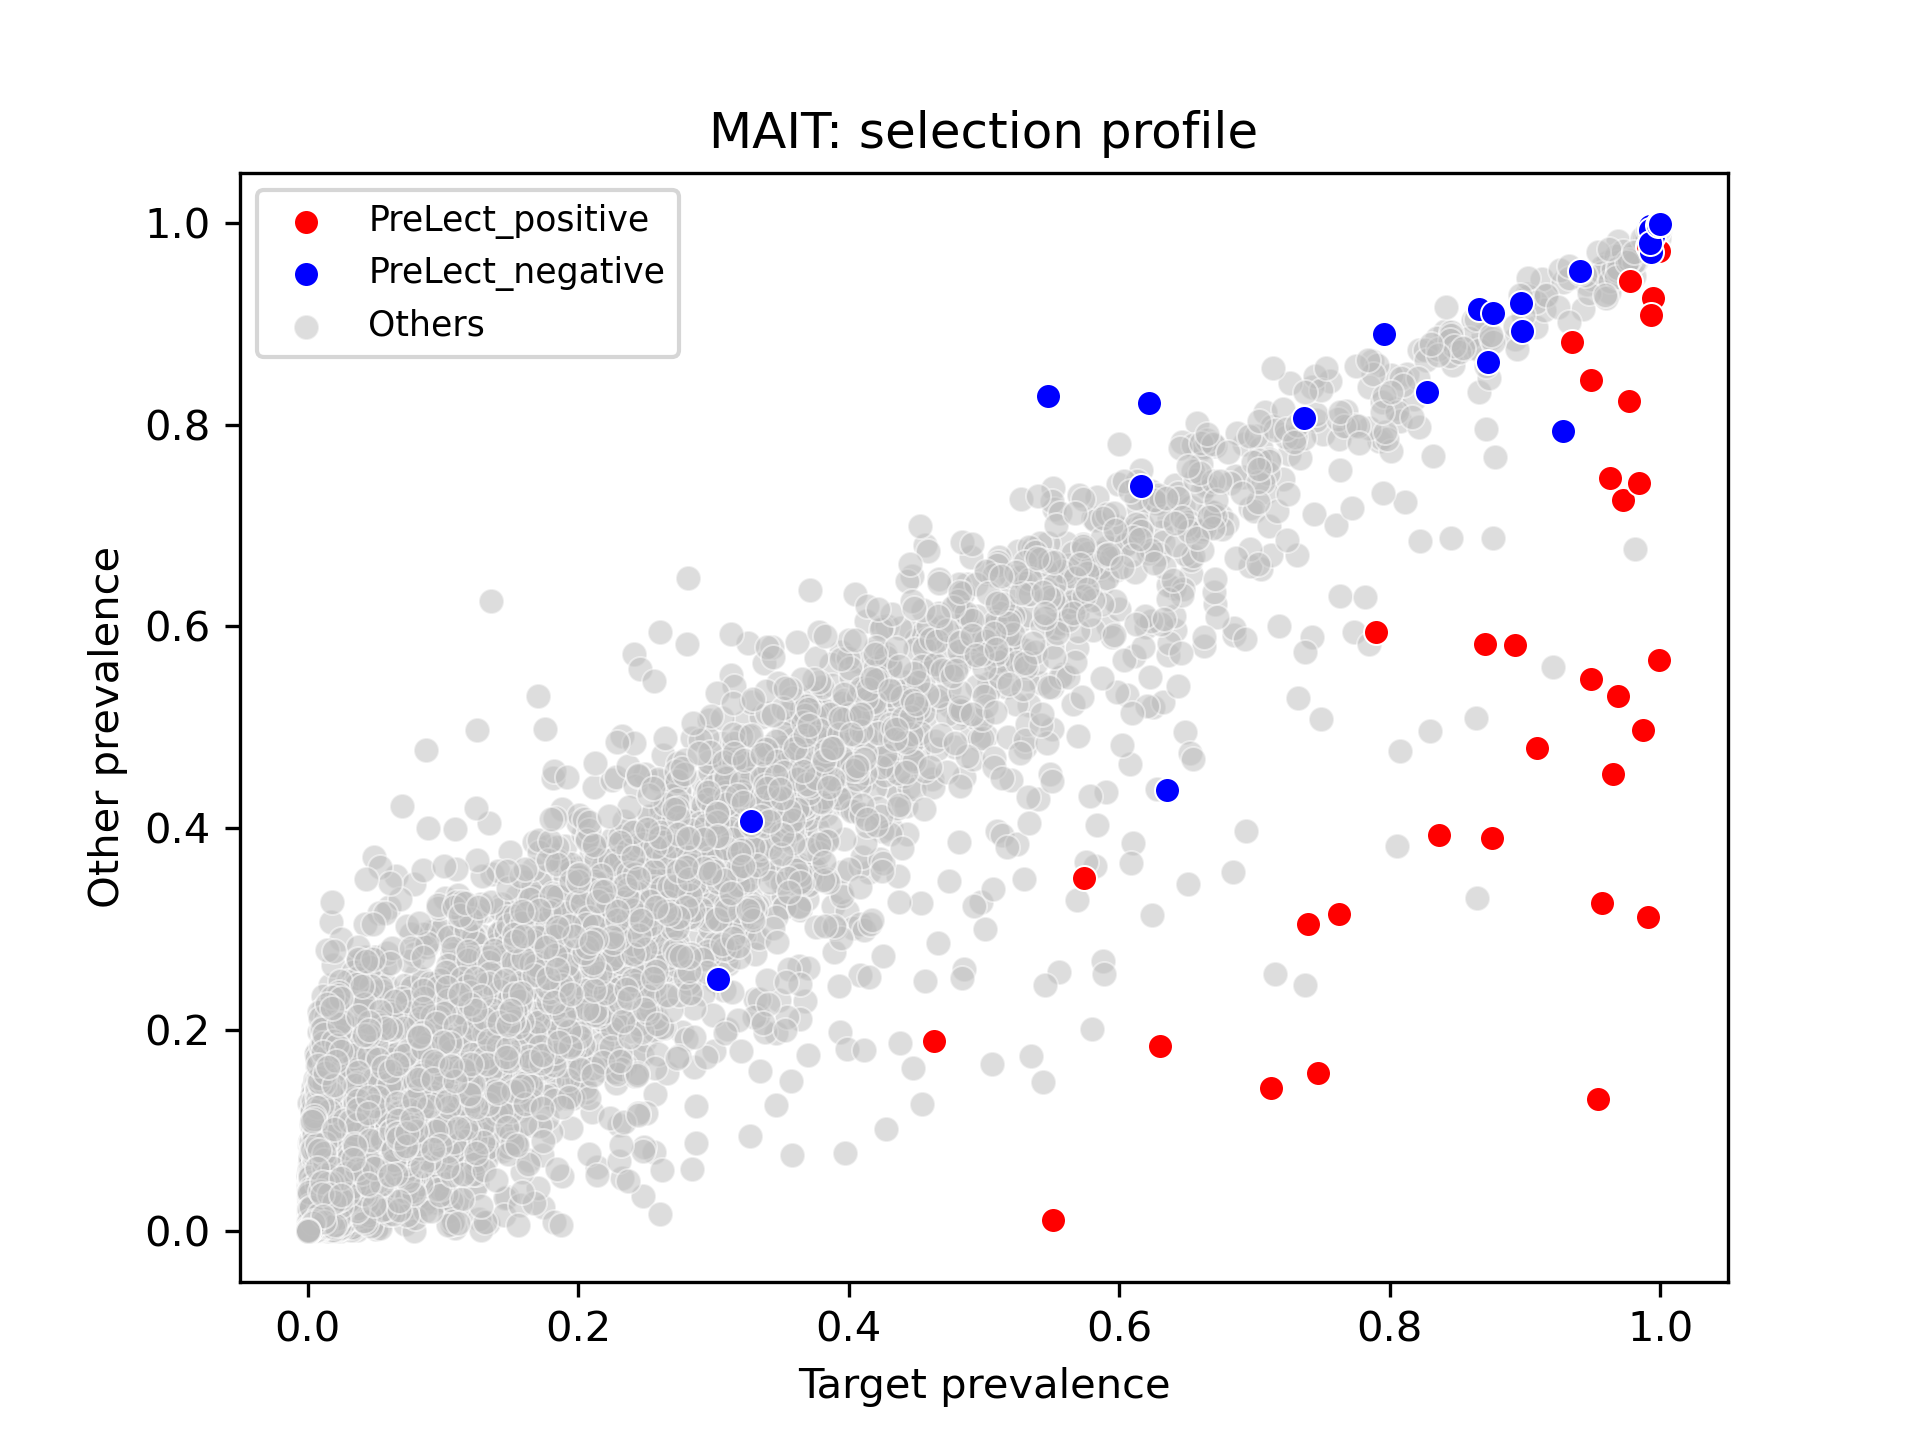 MAIT: selection profile
PreLect_positive
PreLect_negative
Others
1.0
0.8
0.6
0.4
0.2
0.0
Other prevalence
0.0 0.2 0.4 0.6 0.8 1.0
Target prevalence